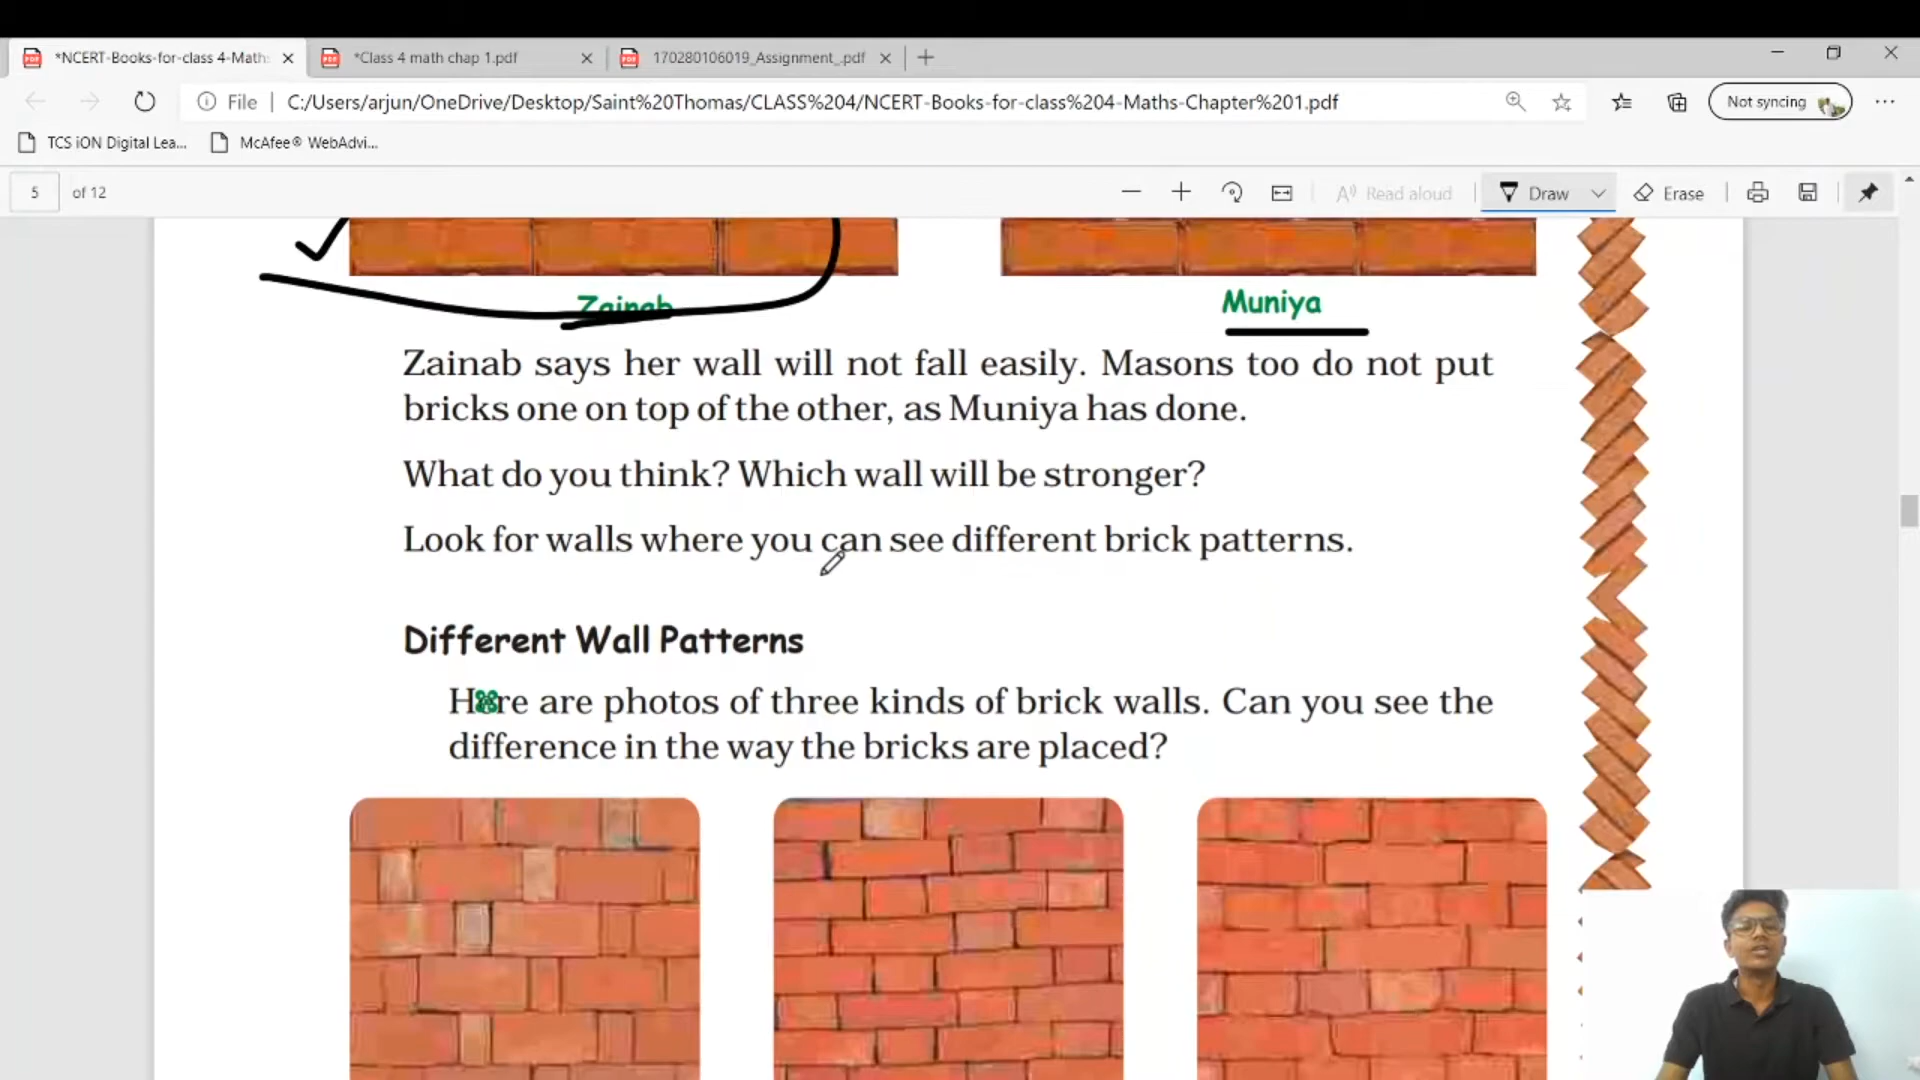 *NCERT-Books-for-class 4-Maths
*Class 4 math chap 1.pdf
170280106019_Assignment_.pdf
File
C:/Users/arjun/OneDrive/Desktop/Saint%20Thomas/CLASS%204/NCERT-Books-for-class%204-Maths-Chapter%201.pdf
Not syncing
TCS iON Digital Lea...
McAfee® WebAdvi...
5 of 12
Read aloud
Draw
Erase
Zainab
Muniya
Zainab says her wall will not fall easily. Masons too do not put
bricks one on top of the other, as Muniya has done.
What do you think? Which wall will be stronger?
Look for walls where you can see different brick patterns.
Different Wall Patterns
Here are photos of three kinds of brick walls. Can you see the
difference in the way the bricks are placed?